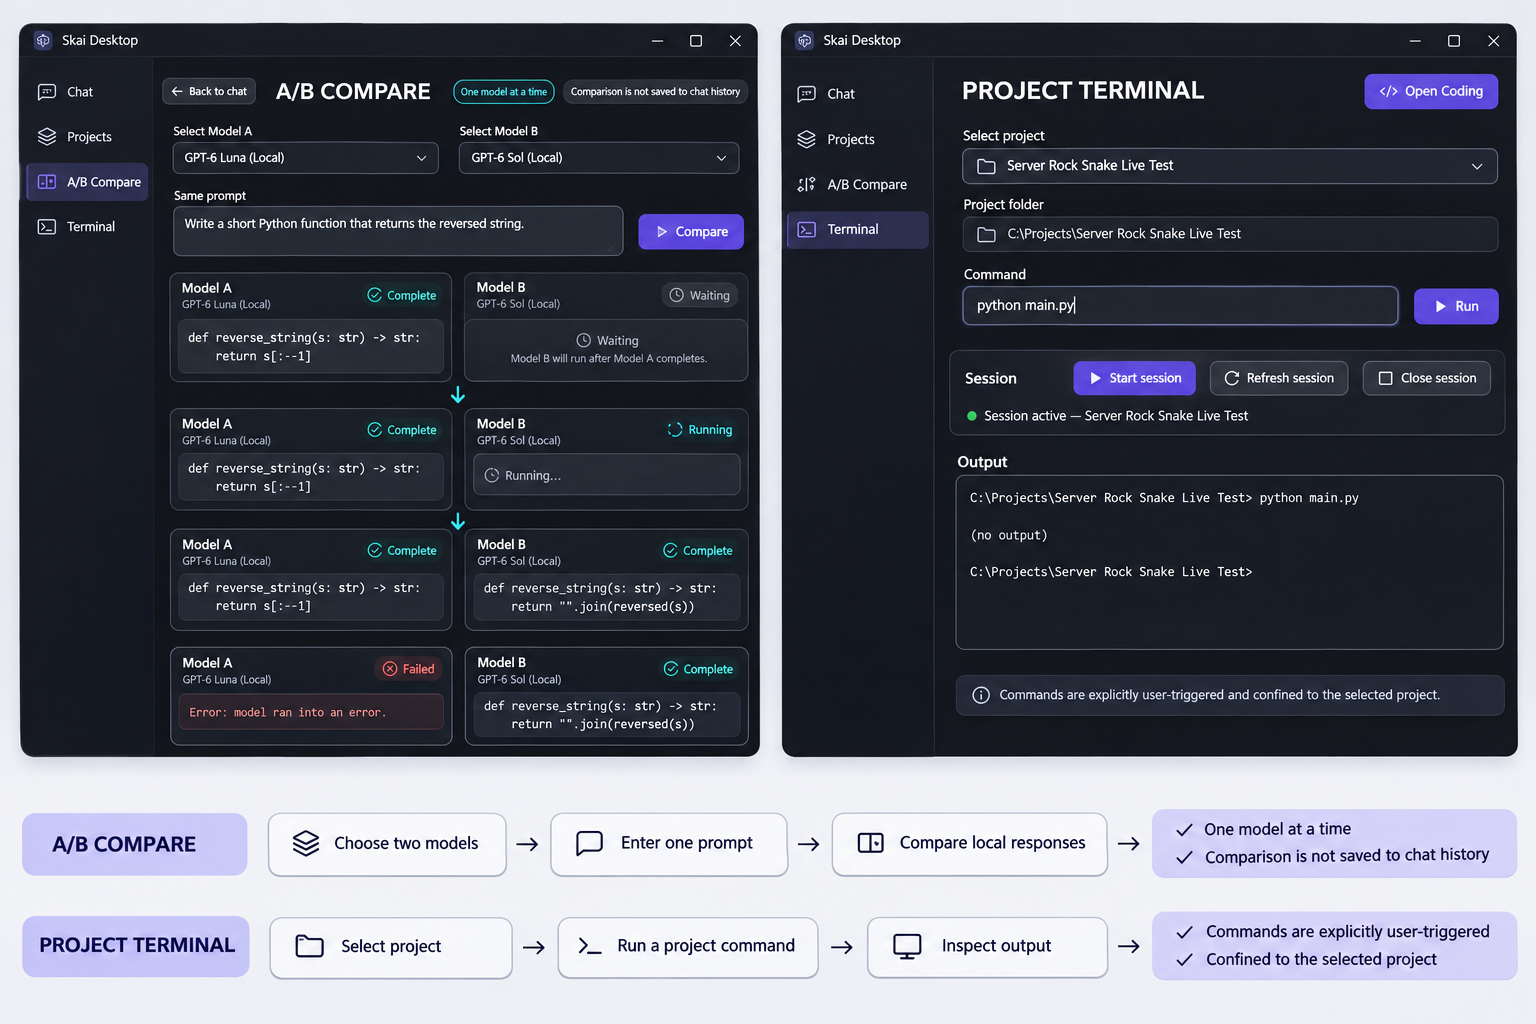 Skai Desktop
Chat
Projects
A/B Compare
Terminal
Back to chat
A/B COMPARE
One model at a time
Comparison is not saved to chat history
Select Model A
Select Model B
GPT-6 Luna (Local)
GPT-6 Sol (Local)
Same prompt
Write a short Python function that returns the reversed string.
Compare
Model A
GPT-6 Luna (Local)
Complete
def reverse_string(s: str) -> str:
return s[:--1]
Model B
GPT-6 Sol (Local)
Waiting
Waiting
Model B will run after Model A completes.
Model A
GPT-6 Luna (Local)
Complete
def reverse_string(s: str) -> str:
return s[:--1]
Model B
GPT-6 Sol (Local)
Running
Running...
Model A
GPT-6 Luna (Local)
Complete
def reverse_string(s: str) -> str:
return s[:--1]
Model B
GPT-6 Sol (Local)
Complete
def reverse_string(s: str) -> str:
return "".join(reversed(s))
Model A
GPT-6 Luna (Local)
Failed
Error: model ran into an error.
Model B
GPT-6 Sol (Local)
Complete
def reverse_string(s: str) -> str:
return "".join(reversed(s))
Skai Desktop
Chat
Projects
A/B Compare
Terminal
PROJECT TERMINAL
</> Open Coding
Select project
Server Rock Snake Live Test
Project folder
C:\Projects\Server Rock Snake Live Test
Command
python main.py
Run
Session
Start session
Refresh session
Close session
Session active — Server Rock Snake Live Test
Output
C:\Projects\Server Rock Snake Live Test> python main.py
(no output)
C:\Projects\Server Rock Snake Live Test>
Commands are explicitly user-triggered and confined to the selected project.
A/B COMPARE
Choose two models
Enter one prompt
Compare local responses
One model at a time
Comparison is not saved to chat history
PROJECT TERMINAL
Select project
Run a project command
Inspect output
Commands are explicitly user-triggered
Confined to the selected project